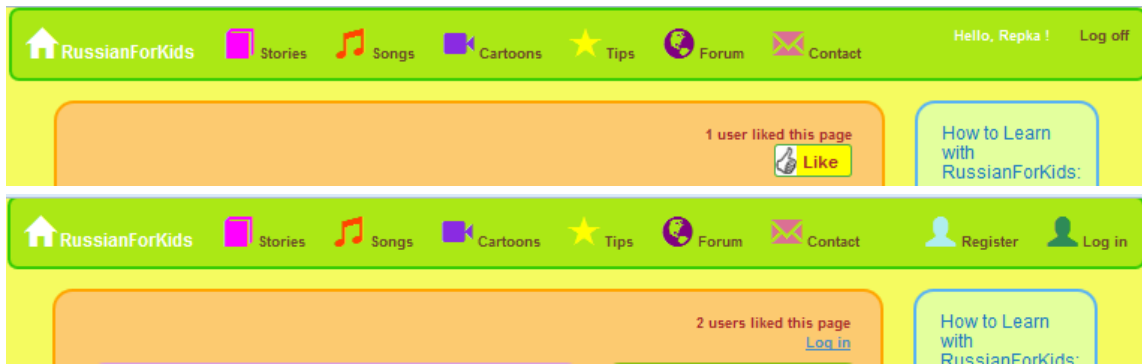 RussianForKids Stories Songs Cartoons Tips Forum Contact Hello, Repka ! Log off
1 user liked this page
Like
How to Learn
with
RussianForKids:
RussianForKids Stories Songs Cartoons Tips Forum Contact Register Log in
2 users liked this page
Log in
How to Learn
with
RussianForKids: